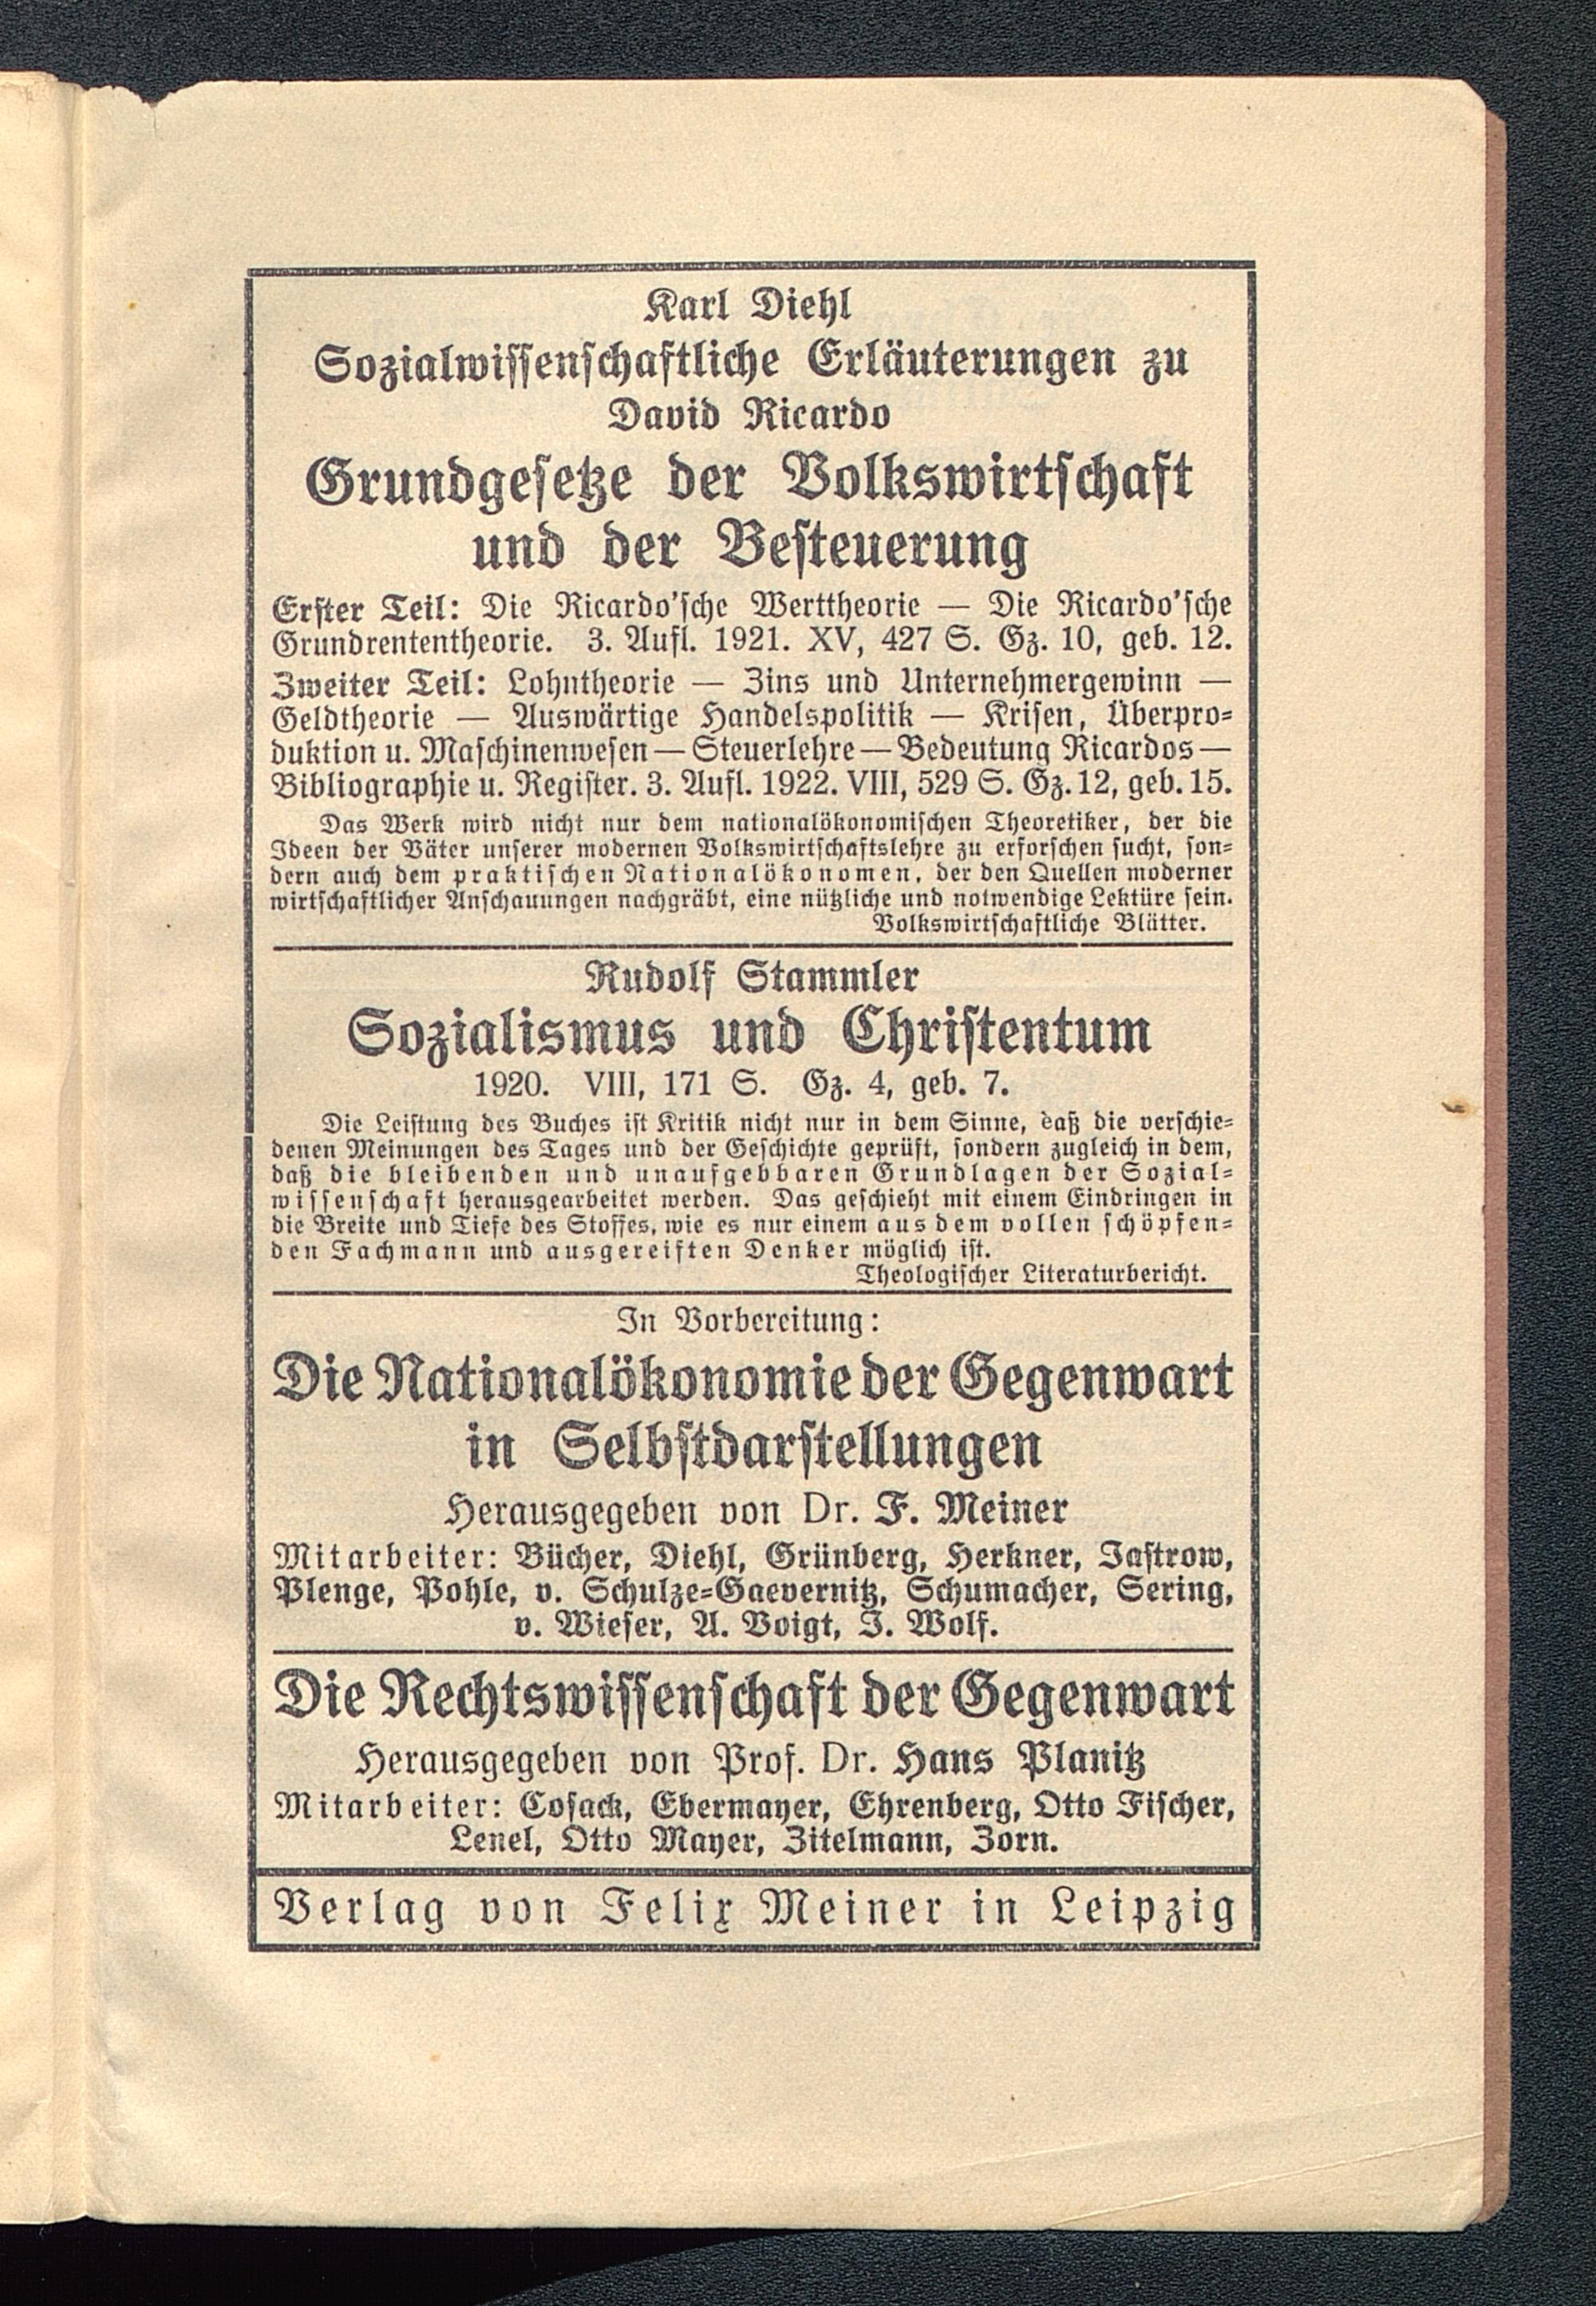 Karl Diehl
Sozialwissenschaftliche Erläuterungen zu
David Ricardo
Grundgesetze der Volkswirtschaft
und der Besteuerung
Erster Teil: Die Ricardo'sche Werttheorie — Die Ricardo'sche
Grundrententheorie. 3. Aufl. 1921. XV, 427 S. Gz. 10, geb. 12.
Zweiter Teil: Lohntheorie — Zins und Unternehmergewinn —
Geldtheorie — Auswärtige Handelspolitik — Krisen, Überpro-
duktion u. Maschinenwesen — Steuerlehre — Bedeutung Ricardos —
Bibliographie u. Register. 3. Aufl. 1922. VIII, 529 S. Gz. 12, geb. 15.
Das Werk wird nicht nur dem nationalökonomischen Theoretiker, der die
Ideen der Väter unserer modernen Volkswirtschaftslehre zu erforschen sucht, son-
dern auch dem praktischen Nationalökonomen, der den Quellen moderner
wirtschaftlicher Anschauungen nachgräbt, eine nützliche und notwendige Lektüre sein.
Volkswirtschaftliche Blätter.
Rudolf Stammler
Sozialismus und Christentum
1920. VIII, 171 S. Gz. 4, geb. 7.
Die Leistung des Buches ist Kritik nicht nur in dem Sinne, daß die verschie-
denen Meinungen des Tages und der Geschichte geprüft, sondern zugleich in dem,
daß die bleibenden und unaufgebbaren Grundlagen der Sozial-
wissenschaft herausgearbeitet werden. Das geschieht mit einem Eindringen in
die Breite und Tiefe des Stoffes, wie es nur einem aus dem vollen schöpfen-
den Fachmann und ausgereiften Denker möglich ist.
Theologischer Literaturbericht.
In Vorbereitung:
Die Nationalökonomie der Gegenwart
in Selbstdarstellungen
Herausgegeben von Dr. F. Meiner
Mitarbeiter: Bücher, Diehl, Grünberg, Herkner, Jastrow,
Plenge, Pohle, v. Schulze-Gaevernitz, Schumacher, Sering,
v. Wieser, A. Voigt, J. Wolf.
Die Rechtswissenschaft der Gegenwart
Herausgegeben von Prof. Dr. Hans Planitz
Mitarbeiter: Cosack, Ebermayer, Ehrenberg, Otto Fischer,
Lenel, Otto Mayer, Zitelmann, Zorn.
Verlag von Felix Meiner in Leipzig